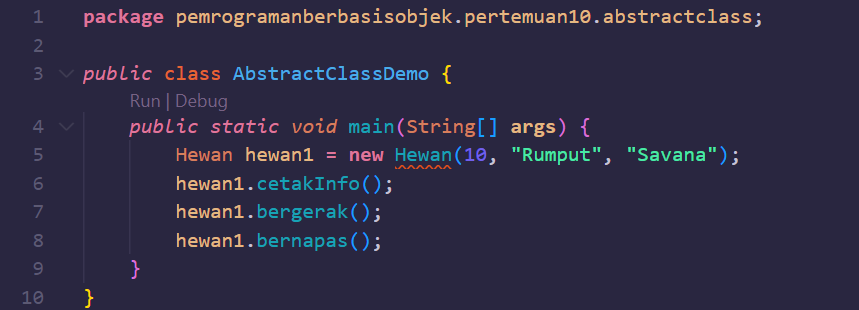 1 package pemrogramanberbasisobjek.pertemuan10.abstractclass;
2
3 public class AbstractClassDemo {
Run | Debug
4 public static void main(String[] args) {
5 Hewan hewan1 = new Hewan(10, "Rumput", "Savana");
6 hewan1.cetakInfo();
7 hewan1.bergerak();
8 hewan1.bernapas();
9 }
10 }